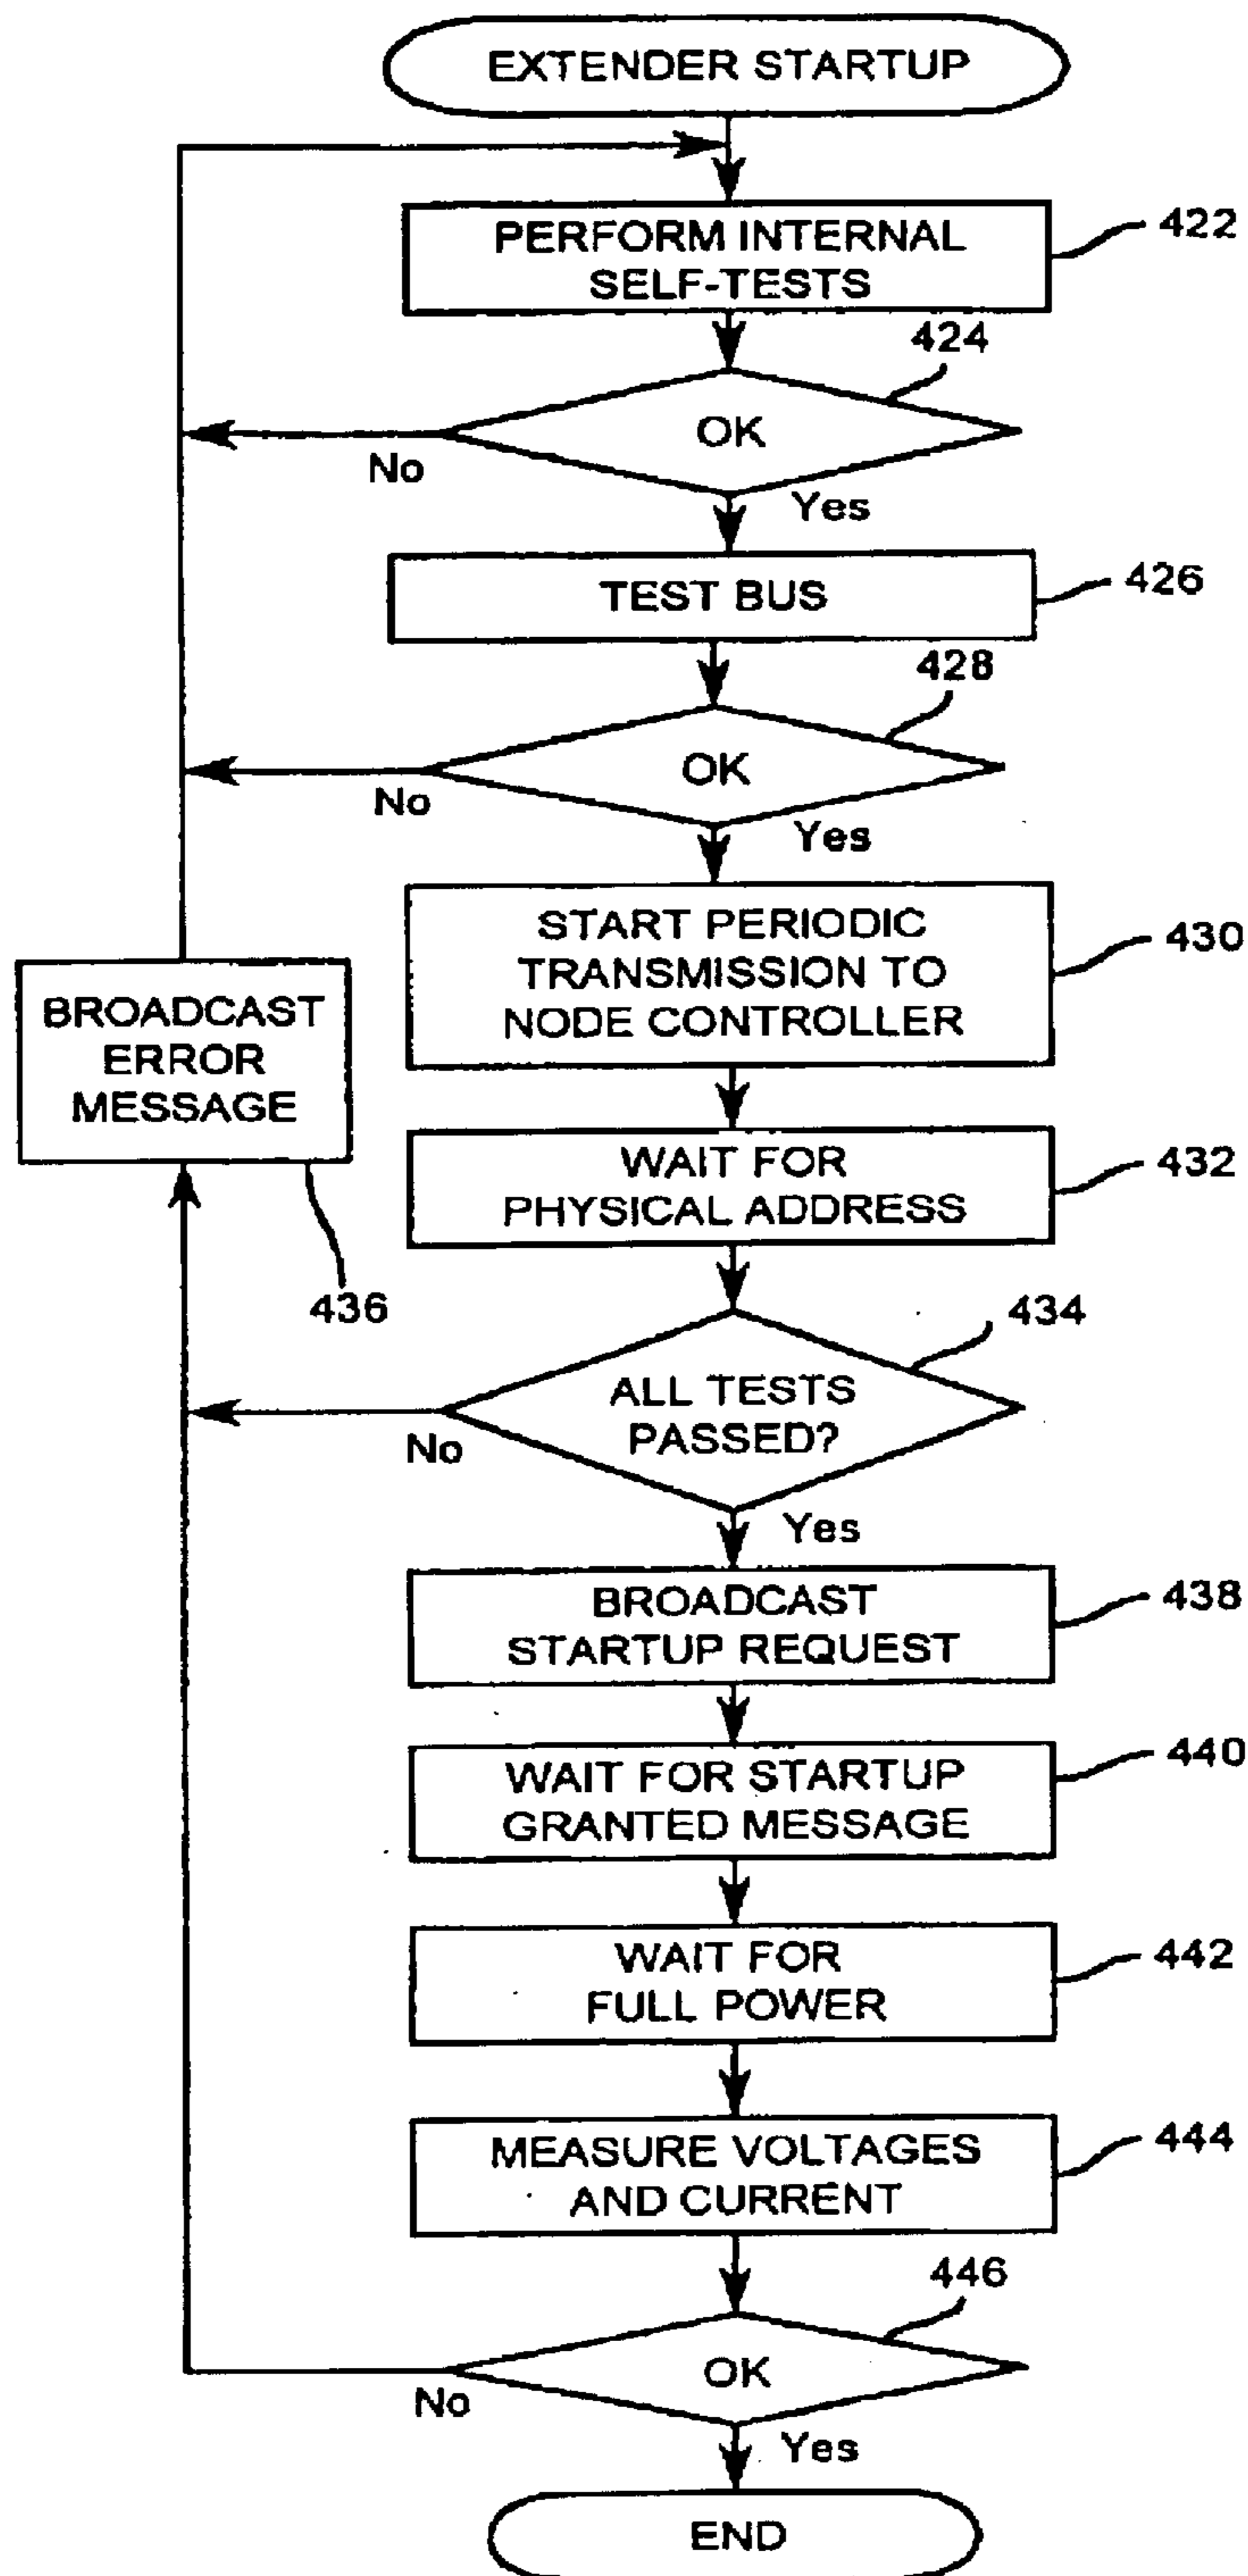 EXTENDER STARTUP
PERFORM INTERNAL
SELF-TESTS
422
424
OK
No
Yes
TEST BUS
426
428
OK
No
Yes
START PERIODIC
TRANSMISSION TO
NODE CONTROLLER
430
BROADCAST
ERROR
MESSAGE
436
WAIT FOR
PHYSICAL ADDRESS
432
434
ALL TESTS
PASSED?
No
Yes
BROADCAST
STARTUP REQUEST
438
WAIT FOR STARTUP
GRANTED MESSAGE
440
WAIT FOR
FULL POWER
442
MEASURE VOLTAGES
AND CURRENT
444
446
OK
No
Yes
END